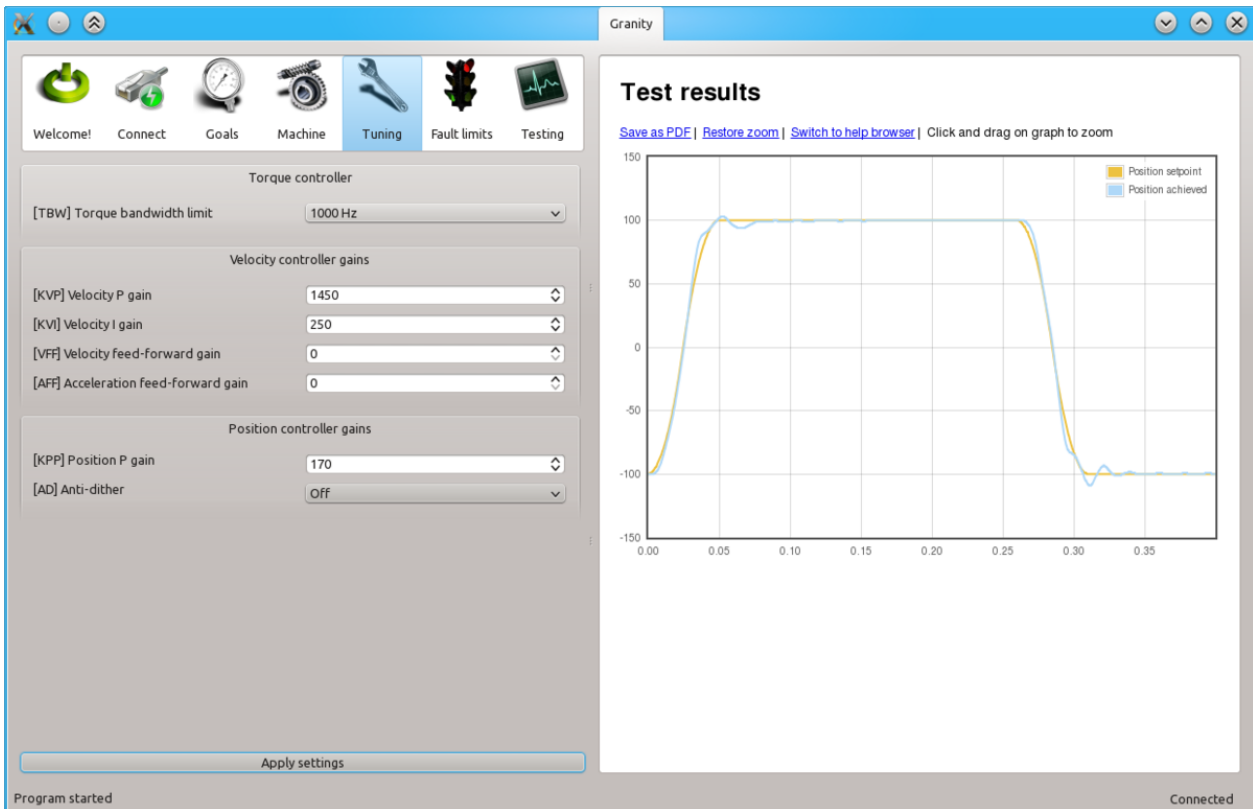 Granity
Welcome! Connect Goals Machine Tuning Fault limits Testing
Torque controller
[TBW] Torque bandwidth limit 1000 Hz
Velocity controller gains
[KVP] Velocity P gain 1450
[KVI] Velocity I gain 250
[VFF] Velocity feed-forward gain 0
[AFF] Acceleration feed-forward gain 0
Position controller gains
[KPP] Position P gain 170
[AD] Anti-dither Off
Apply settings
Test results
Save as PDF | Restore zoom | Switch to help browser | Click and drag on graph to zoom
150
Position setpoint
Position achieved
100
50
0
-50
-100
-150
0.00 0.05 0.10 0.15 0.20 0.25 0.30 0.35
Program started Connected